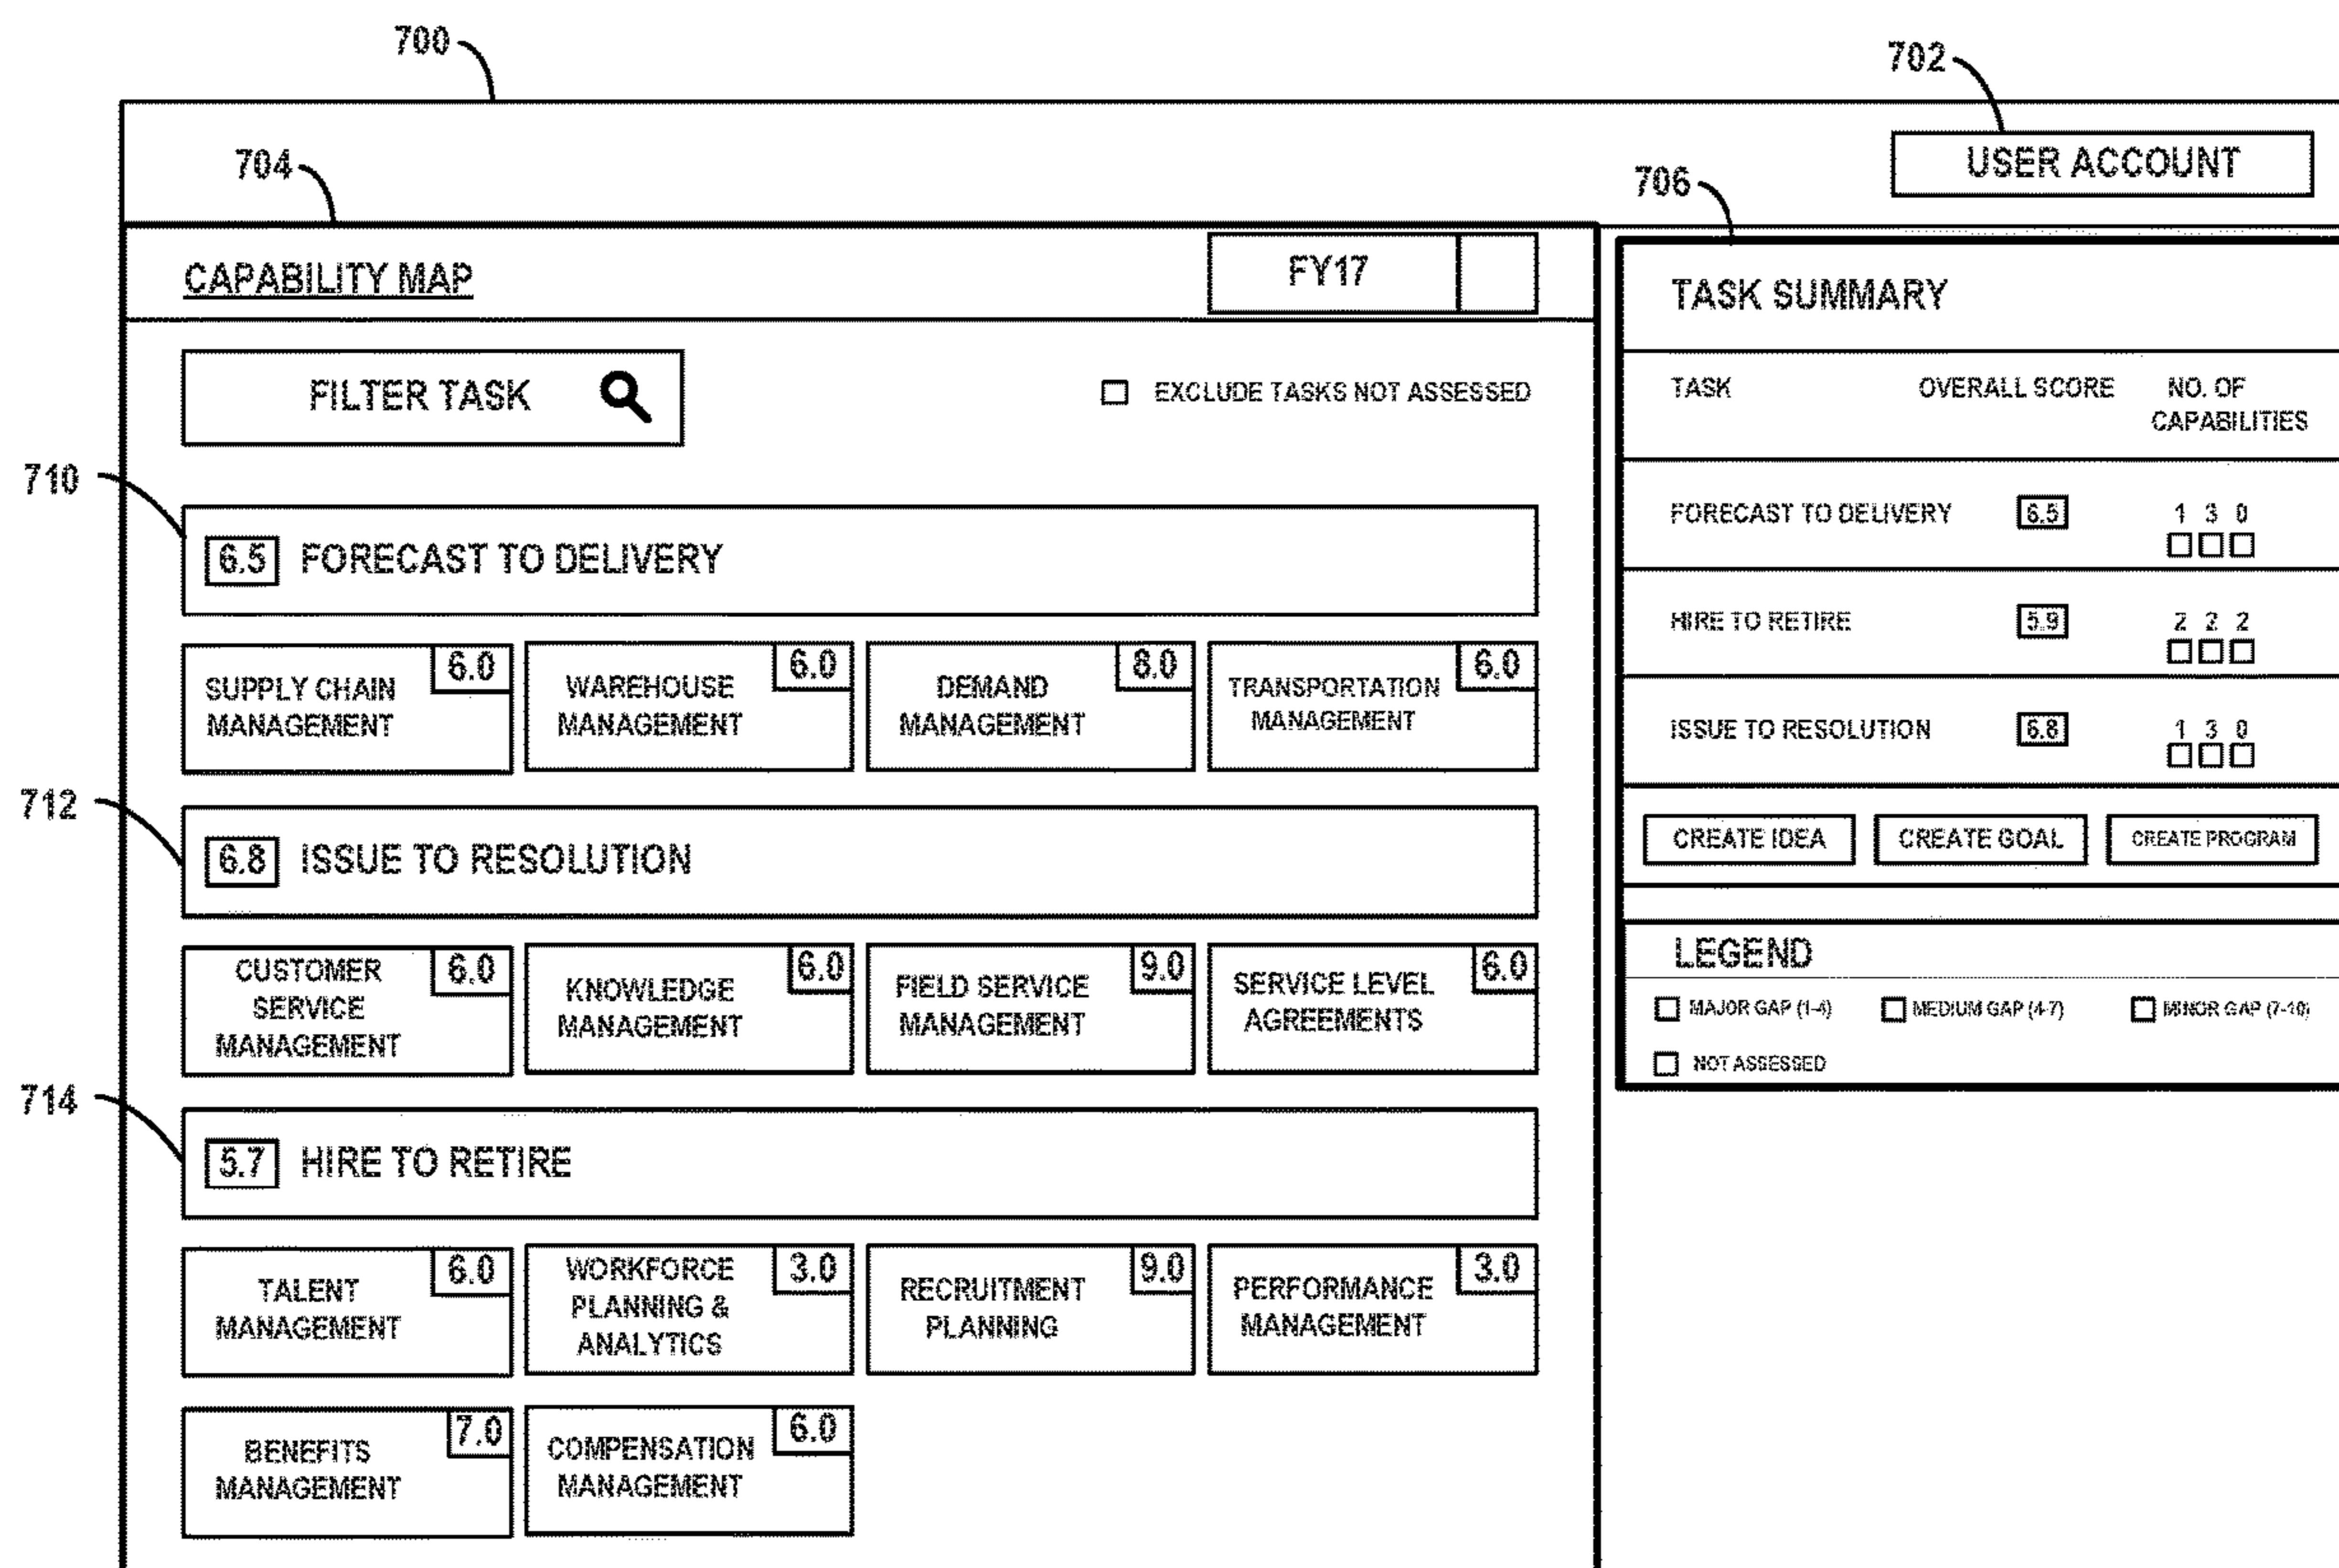 700
702
704
706
USER ACCOUNT
CAPABILITY MAP
FY17
FILTER TASK
EXCLUDE TASKS NOT ASSESSED
710
6.5 FORECAST TO DELIVERY
SUPPLY CHAIN
MANAGEMENT
6.0
WAREHOUSE
MANAGEMENT
6.0
DEMAND
MANAGEMENT
8.0
TRANSPORTATION
MANAGEMENT
6.0
712
6.8 ISSUE TO RESOLUTION
CUSTOMER
SERVICE
MANAGEMENT
6.0
KNOWLEDGE
MANAGEMENT
6.0
FIELD SERVICE
MANAGEMENT
9.0
SERVICE LEVEL
AGREEMENTS
6.0
714
5.7 HIRE TO RETIRE
TALENT
MANAGEMENT
6.0
WORKFORCE
PLANNING &
ANALYTICS
3.0
RECRUITMENT
PLANNING
9.0
PERFORMANCE
MANAGEMENT
3.0
BENEFITS
MANAGEMENT
7.0
COMPENSATION
MANAGEMENT
6.0
TASK SUMMARY
TASK OVERALL SCORE NO. OF
CAPABILITIES
FORECAST TO DELIVERY 6.5 1 3 0
HIRE TO RETIRE 5.9 2 2 2
ISSUE TO RESOLUTION 6.8 1 3 0
CREATE IDEA CREATE GOAL CREATE PROGRAM
LEGEND
MAJOR GAP (1-4) MEDIUM GAP (4-7) MINOR GAP (7-10)
NOT ASSESSED